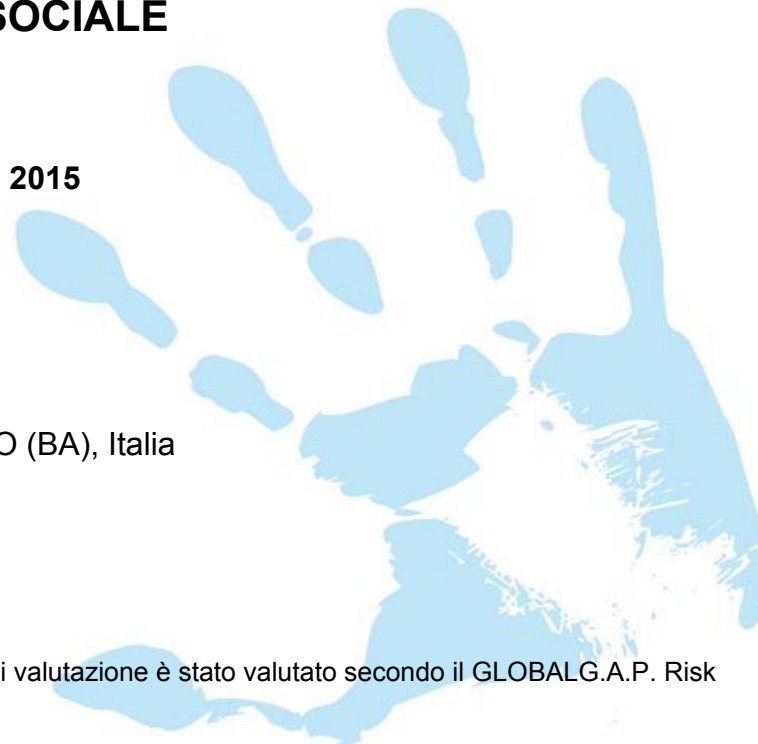 SOCIALE
2015
O (BA), Italia
i valutazione è stato valutato secondo il GLOBALG.A.P. Risk